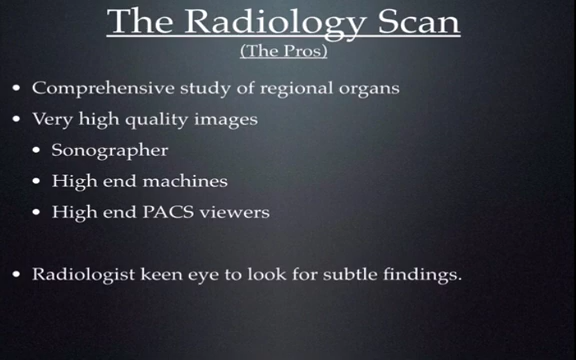 The Radiology Scan
(The Pros)
• Comprehensive study of regional organs
• Very high quality images
• Sonographer
• High end machines
• High end PACS viewers
• Radiologist keen eye to look for subtle findings.